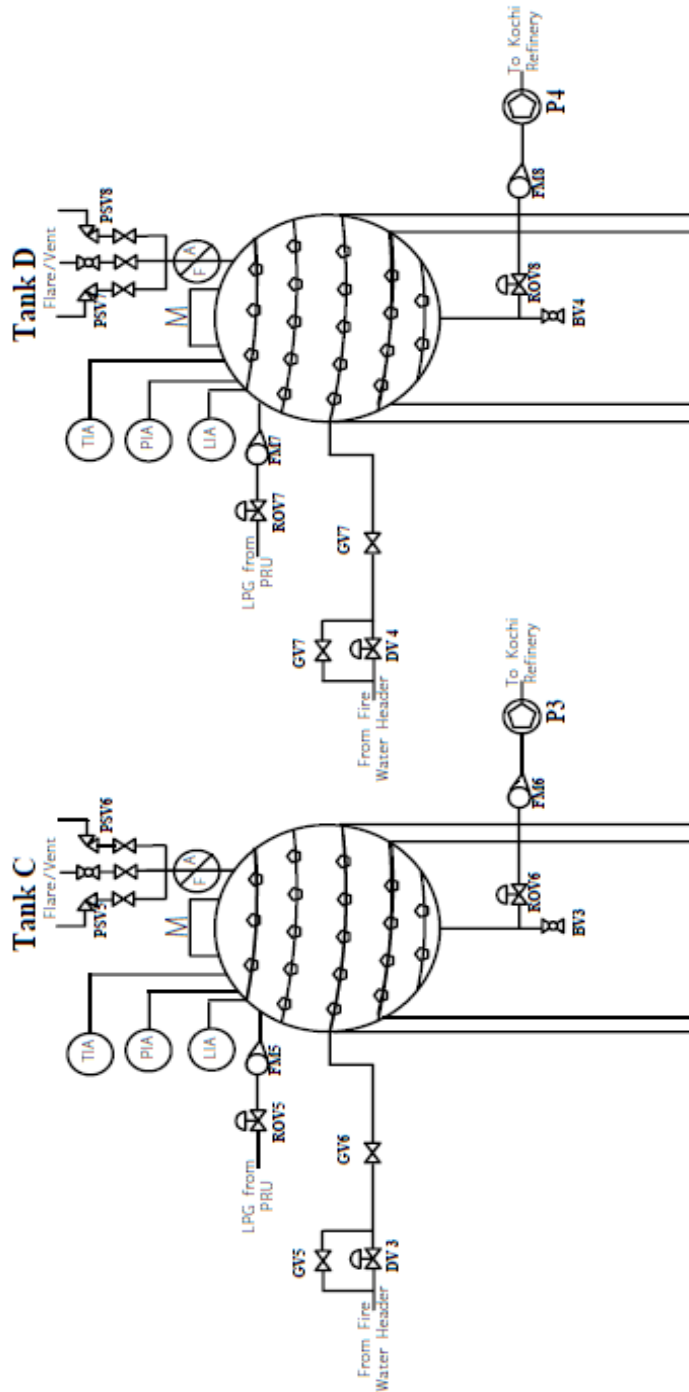 Tank C
Flare/Vent
PSV5
PSV6
M
F
A
TIA
PIA
LIA
FM5
ROV5
LPG from
PRU
GV6
GV5
DV 3
From Fire
Water Header
ROV6
FM6
BV3
P3
To Kochi
Refinery
Tank D
Flare/Vent
PSV7
PSV8
M
F
A
TIA
PIA
LIA
FM7
ROV7
LPG from
PRU
GV7
GV7
DV 4
From Fire
Water Header
ROV8
FM8
BV4
P4
To Kochi
Refinery